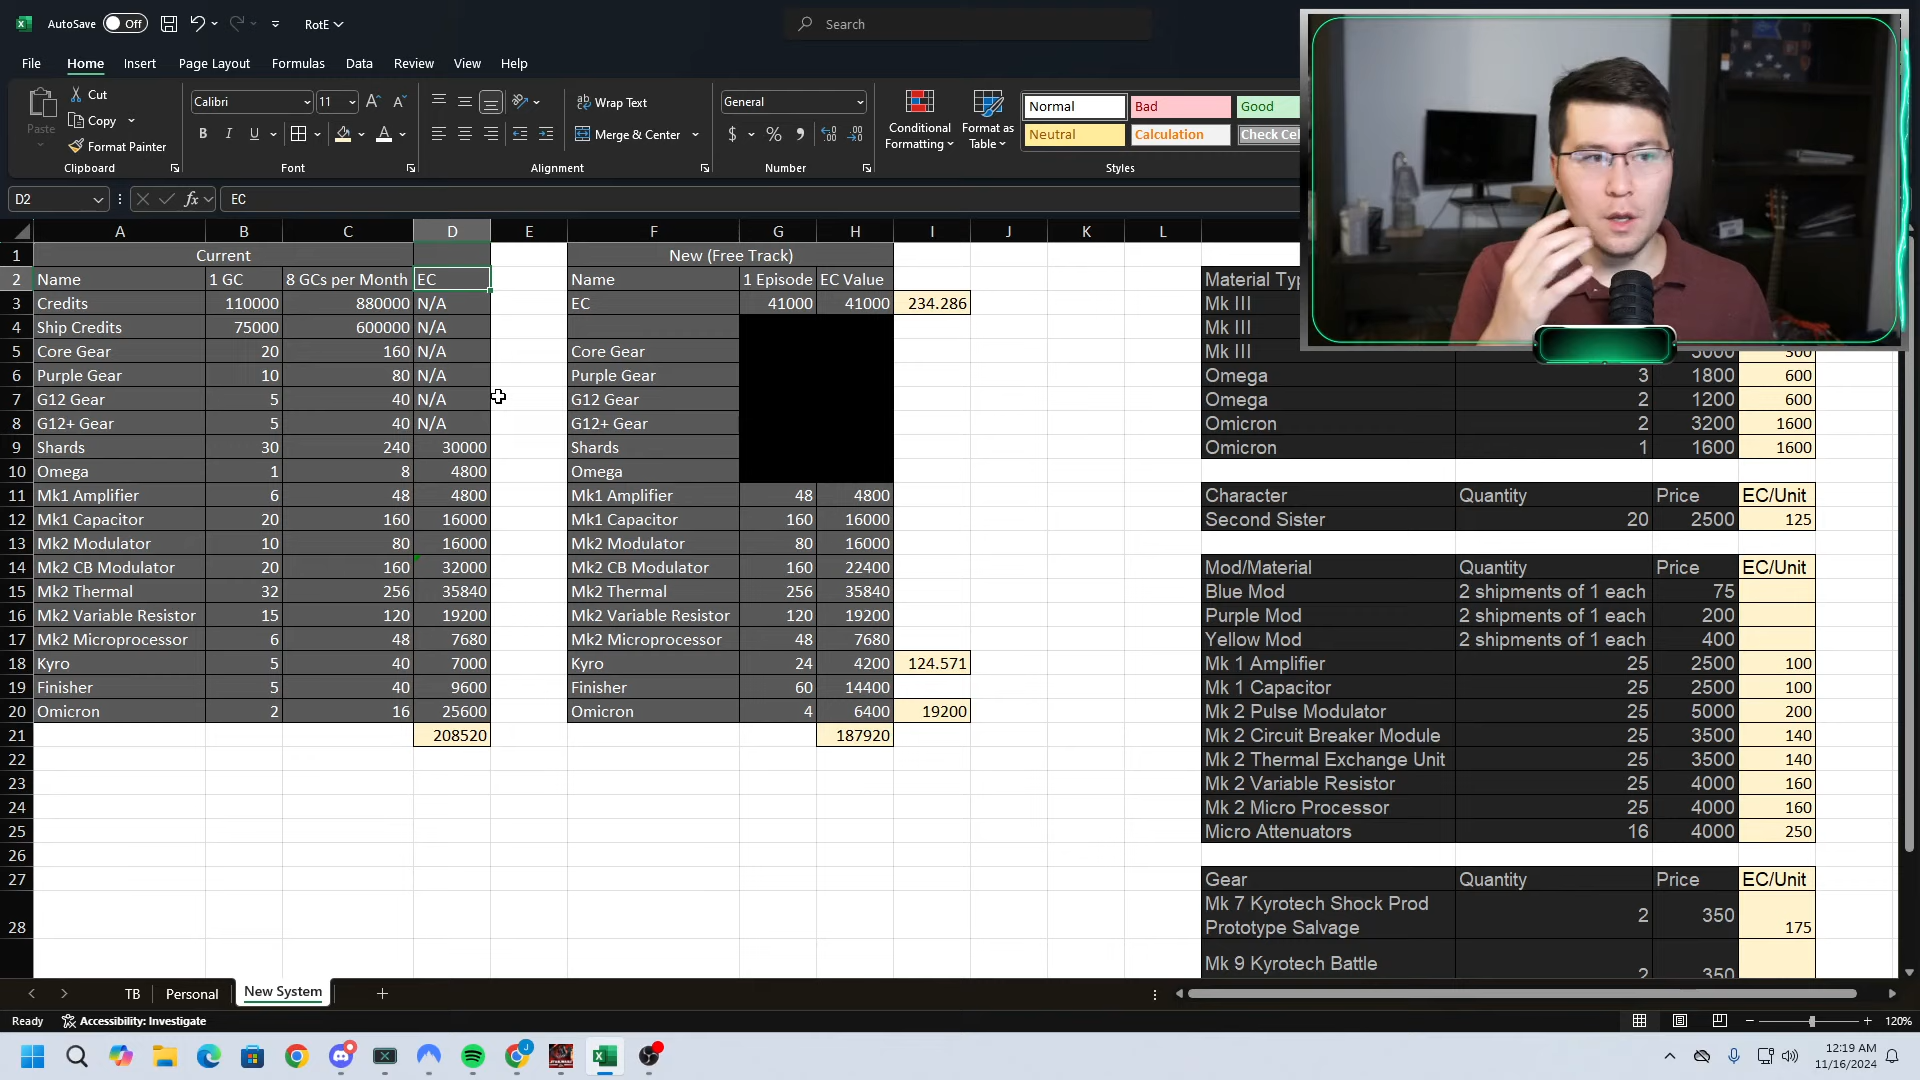 AutoSave Off RotE Search
File Home Insert Page Layout Formulas Data Review View Help
Paste Cut Copy Format Painter Clipboard
Calibri 11 B I U Font
Wrap Text Merge & Center Alignment
General $ % Number
Conditional Formatting Format as Table
Normal Bad Good
Neutral Calculation Check Cel
Styles
D2 fx EC
A B C D E F G H I J K L
1 Current New (Free Track)
2 Name 1 GC 8 GCs per Month EC Name 1 Episode EC Value Material Typ
3 Credits 110000 880000 N/A EC 41000 41000 234.286 Mk III
4 Ship Credits 75000 600000 N/A Mk III
5 Core Gear 20 160 N/A Core Gear Mk III 3000 300
6 Purple Gear 10 80 N/A Purple Gear Omega 3 1800 600
7 G12 Gear 5 40 N/A G12 Gear Omega 2 1200 600
8 G12+ Gear 5 40 N/A G12+ Gear Omicron 2 3200 1600
9 Shards 30 240 30000 Shards Omicron 1 1600 1600
10 Omega 1 8 4800 Omega
11 Mk1 Amplifier 6 48 4800 Mk1 Amplifier 48 4800 Character Quantity Price EC/Unit
12 Mk1 Capacitor 20 160 16000 Mk1 Capacitor 160 16000 Second Sister 20 2500 125
13 Mk2 Modulator 10 80 16000 Mk2 Modulator 80 16000
14 Mk2 CB Modulator 20 160 32000 Mk2 CB Modulator 160 22400 Mod/Material Quantity Price EC/Unit
15 Mk2 Thermal 32 256 35840 Mk2 Thermal 256 35840 Blue Mod 2 shipments of 1 each 75
16 Mk2 Variable Resistor 15 120 19200 Mk2 Variable Resistor 120 19200 Purple Mod 2 shipments of 1 each 200
17 Mk2 Microprocessor 6 48 7680 Mk2 Microprocessor 48 7680 Yellow Mod 2 shipments of 1 each 400
18 Kyro 5 40 7000 Kyro 24 4200 124.571 Mk 1 Amplifier 25 2500 100
19 Finisher 5 40 9600 Finisher 60 14400 Mk 1 Capacitor 25 2500 100
20 Omicron 2 16 25600 Omicron 4 6400 19200 Mk 2 Pulse Modulator 25 5000 200
21 208520 187920 Mk 2 Circuit Breaker Module 25 3500 140
22 Mk 2 Thermal Exchange Unit 25 3500 140
23 Mk 2 Variable Resistor 25 4000 160
24 Mk 2 Micro Processor 25 4000 160
25 Micro Attenuators 16 4000 250
26
27 Gear Quantity Price EC/Unit
28 Mk 7 Kyrotech Shock Prod Prototype Salvage 2 350 175
Mk 9 Kyrotech Battle 2 350
TB Personal New System
Ready Accessibility: Investigate 120%
12:19 AM
11/16/2024